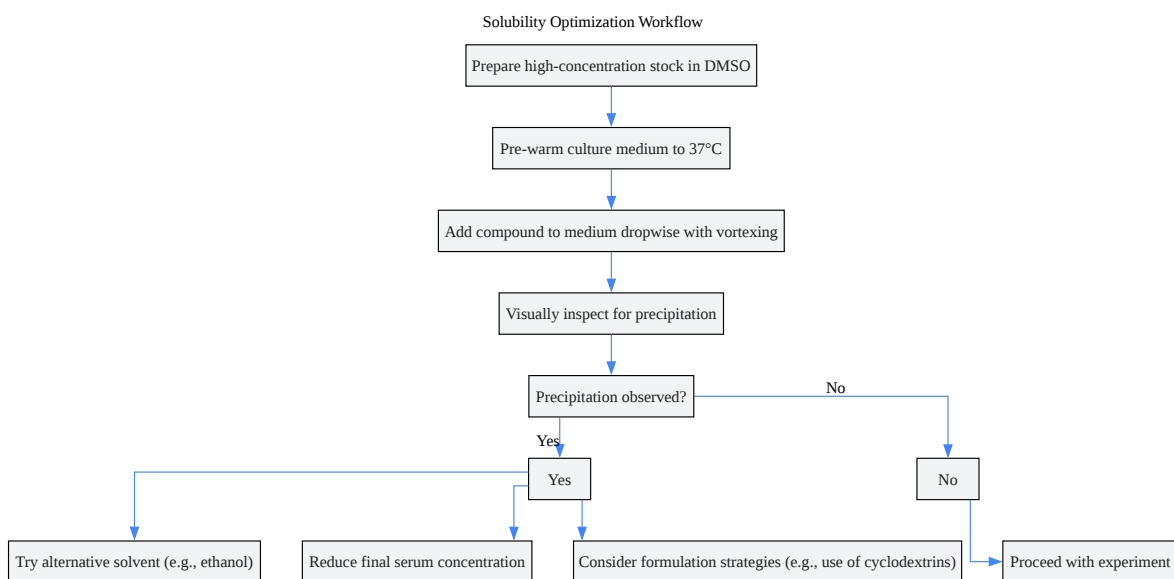 Solubility Optimization Workflow
Prepare high-concentration stock in DMSO
Pre-warm culture medium to 37°C
Add compound to medium dropwise with vortexing
Visually inspect for precipitation
Precipitation observed?
No
Yes
Yes
No
Try alternative solvent (e.g., ethanol)
Reduce final serum concentration
Consider formulation strategies (e.g., use of cyclodextrins)
Proceed with experiment